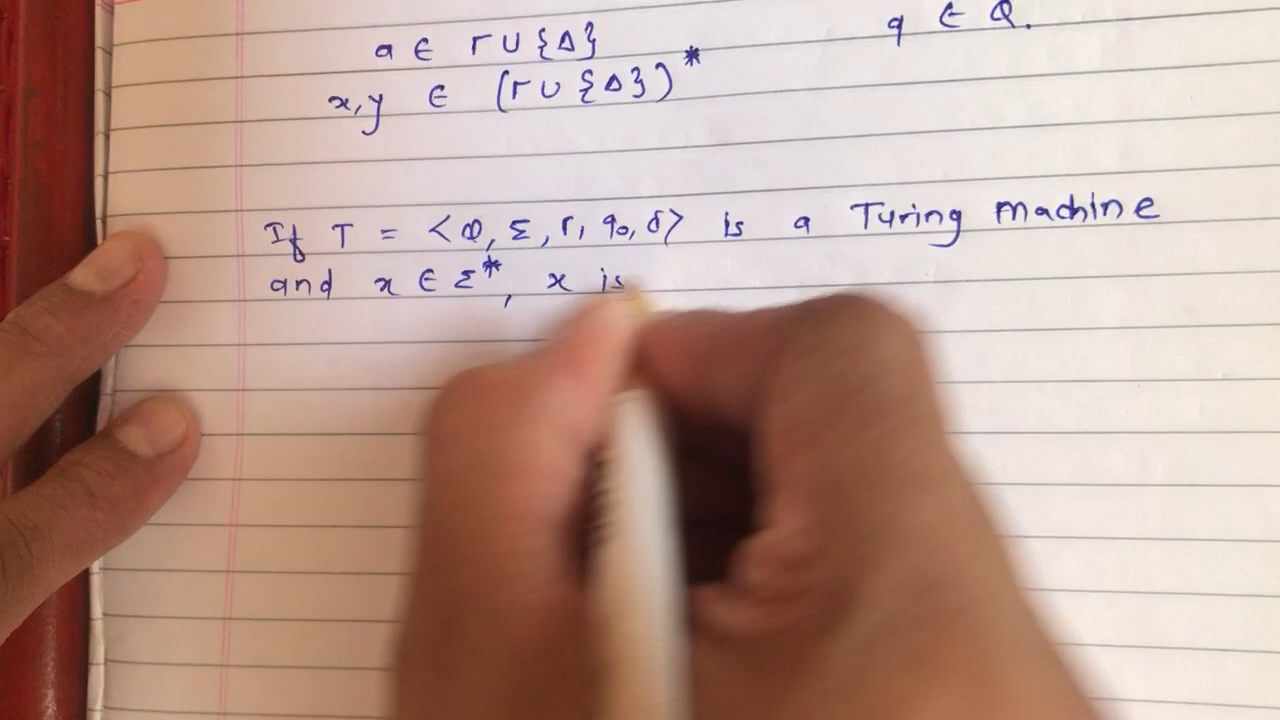 a ∈ Γ ∪ {Δ} q ∈ Q.
x,y ∈ (Γ ∪ {Δ})*
If T = <Q, Σ, Γ, q0, δ> is a Turing Machine
and x ∈ Σ*, x is